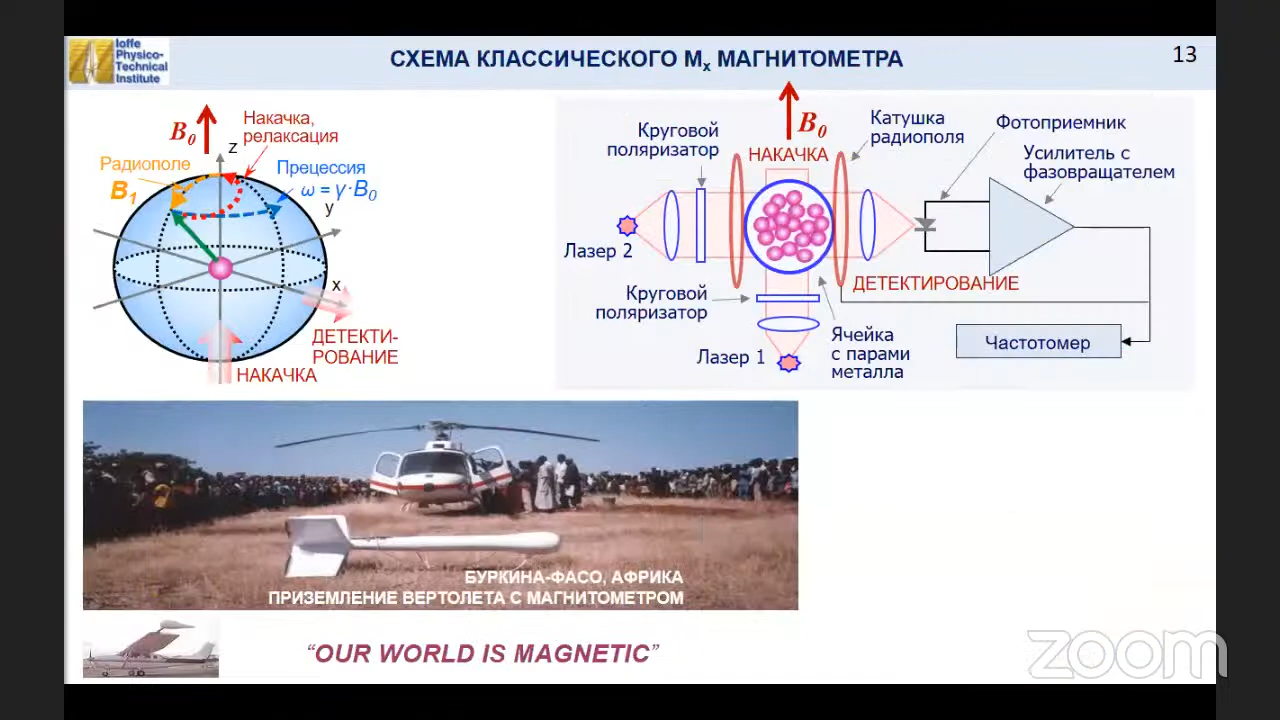 Ioffe
Physico-
Technical
Institute
СХЕМА КЛАССИЧЕСКОГО Mx МАГНИТОМЕТРА
13
B0
z
Накачка,
релаксация
Радиополе
B1
Прецессия
ω = γ·B0
y
x
ДЕТЕКТИ-
РОВАНИЕ
НАКАЧКА
B0
Круговой
поляризатор
НАКАЧКА
Катушка
радиополя
Фотоприемник
Усилитель с
фазовращателем
Лазер 2
ДЕТЕКТИРОВАНИЕ
Круговой
поляризатор
Лазер 1
Ячейка
с парами
металла
Частотомер
БУРКИНА-ФАСО, АФРИКА
ПРИЗЕМЛЕНИЕ ВЕРТОЛЕТА С МАГНИТОМЕТРОМ
“OUR WORLD IS MAGNETIC”
zoom